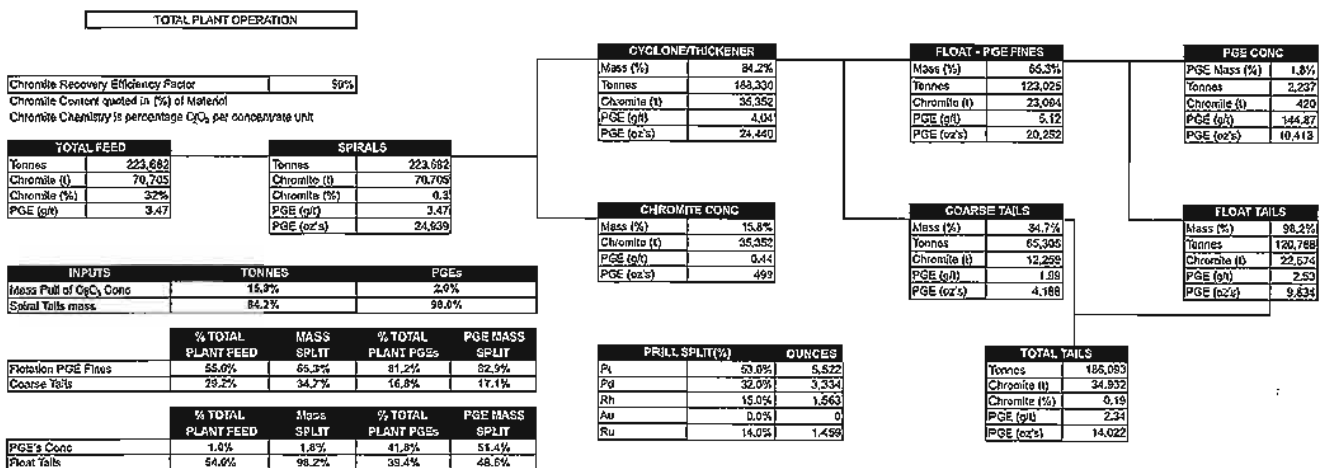 TOTAL PLANT OPERATION
Chromite Recovery Efficiency Factor 50%
Chromite Content quoted in (%) of Material
Chromite Chemistry is percentage CrO₃ per concentrate unit
TOTAL FEED
Tonnes 223,682
Chromite (t) 70,705
Chromite (%) 32%
PGE (g/t) 3.47
SPIRALS
Tonnes 223,682
Chromite (t) 70,705
Chromite (%) 0.3
PGE (g/t) 3.47
PGE (oz's) 24,939
CYCLONE/THICKENER
Mass (%) 84.2%
Tonnes 188,330
Chromite (t) 35,352
PGE (g/t) 4.04
PGE (oz's) 24,440
FLOAT - PGE FINES
Mass (%) 65.3%
Tonnes 123,025
Chromite (t) 23,094
PGE (g/t) 5.12
PGE (oz's) 20,252
PGE CONC
PGE Mass (%) 1.8%
Tonnes 2,237
Chromite (t) 420
PGE (g/t) 144.87
PGE (oz's) 10,418
CHROMITE CONC
Mass (%) 15.8%
Chromite (t) 35,352
PGE (g/t) 0.44
PGE (oz's) 499
COARSE TAILS
Mass (%) 34.7%
Tonnes 65,305
Chromite (t) 12,259
PGE (g/t) 1.99
PGE (oz's) 4,188
FLOAT TAILS
Mass (%) 98.2%
Tonnes 120,788
Chromite (t) 22,674
PGE (g/t) 2.53
PGE (oz's) 9,834
INPUTS TONNES PGEs
Mass Pull of Conc 15.8% 2.0%
Spiral Tails mass 84.2% 98.0%
% TOTAL MASS % TOTAL PGE MASS
PLANT FEED SPLIT PLANT PGEs SPLIT
Flotation PGE Fines 55.0% 65.3% 81.2% 82.9%
Coarse Tails 29.2% 34.7% 16.8% 17.1%
% TOTAL Mass % TOTAL PGE MASS
PLANT FEED SPLIT PLANT PGEs SPLIT
PGE's Conc 1.0% 1.8% 41.8% 51.4%
Float Tails 54.0% 98.2% 39.4% 48.6%
PRILL SPLIT(%) OUNCES
Pt 53.0% 5,522
Pd 32.0% 3,334
Rh 15.0% 1,563
Au 0.0% 0
Ru 14.0% 1,459
TOTAL TAILS
Tonnes 186,093
Chromite (t) 34,932
Chromite (%) 0.19
PGE (g/t) 2.34
PGE (oz's) 14,022